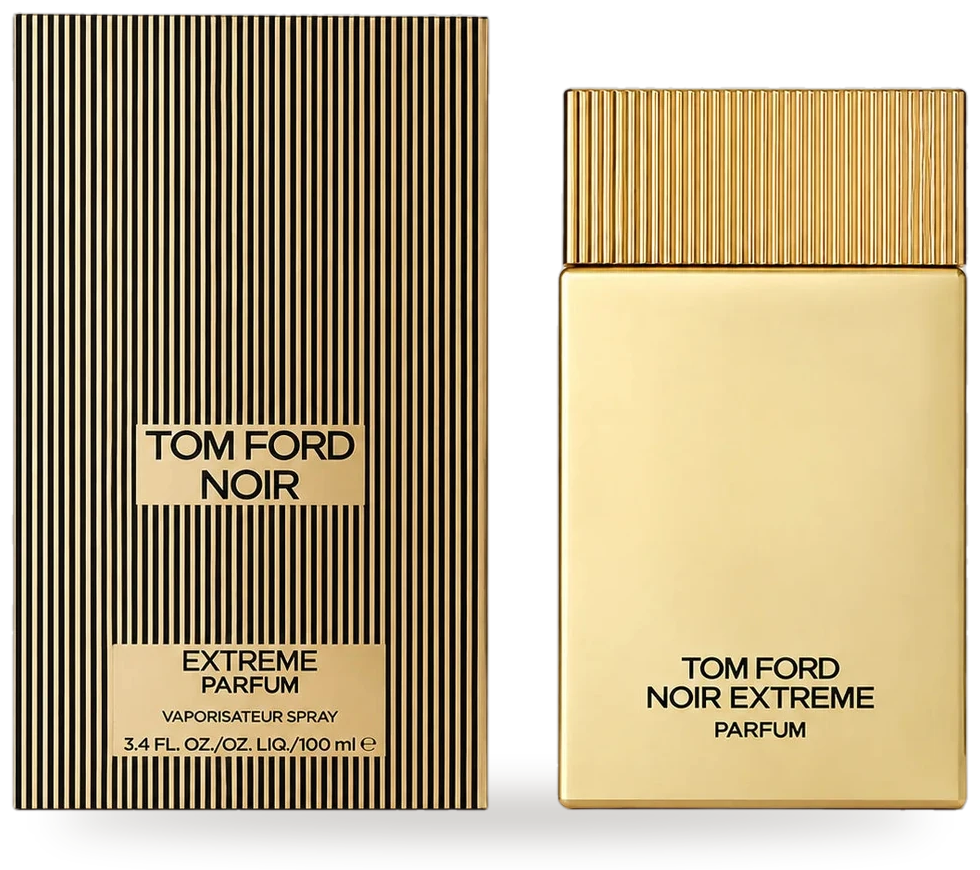 TOM FORD
NOIR
EXTREME
PARFUM
VAPORISATEUR SPRAY
3.4 FL. OZ./OZ. LIQ./100 ml ℮
TOM FORD
NOIR EXTREME
PARFUM